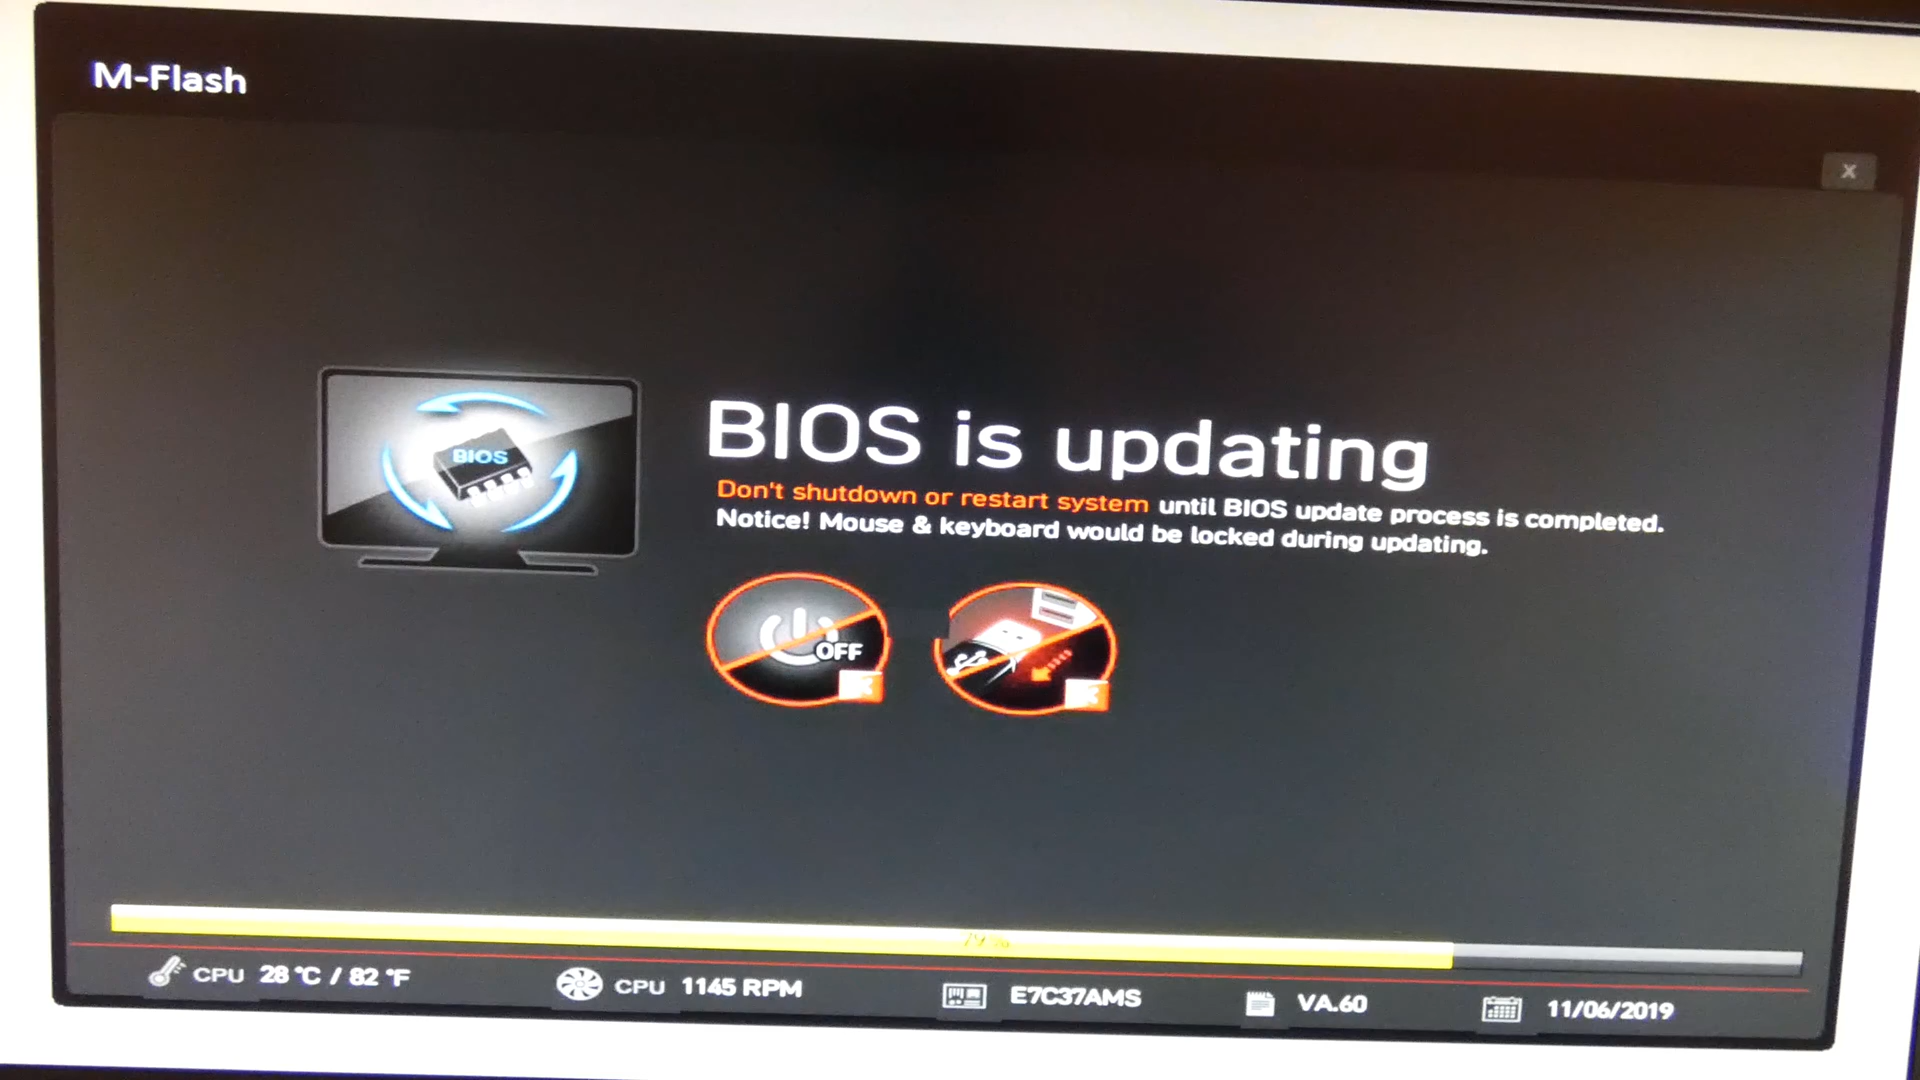 M-Flash
x
BIOS
BIOS is updating
Don't shutdown or restart system until BIOS update process is completed.
Notice! Mouse & keyboard would be locked during updating.
OFF
79%
CPU 28 °C / 82 °F
CPU 1145 RPM
E7C37AMS
VA.60
11/06/2019